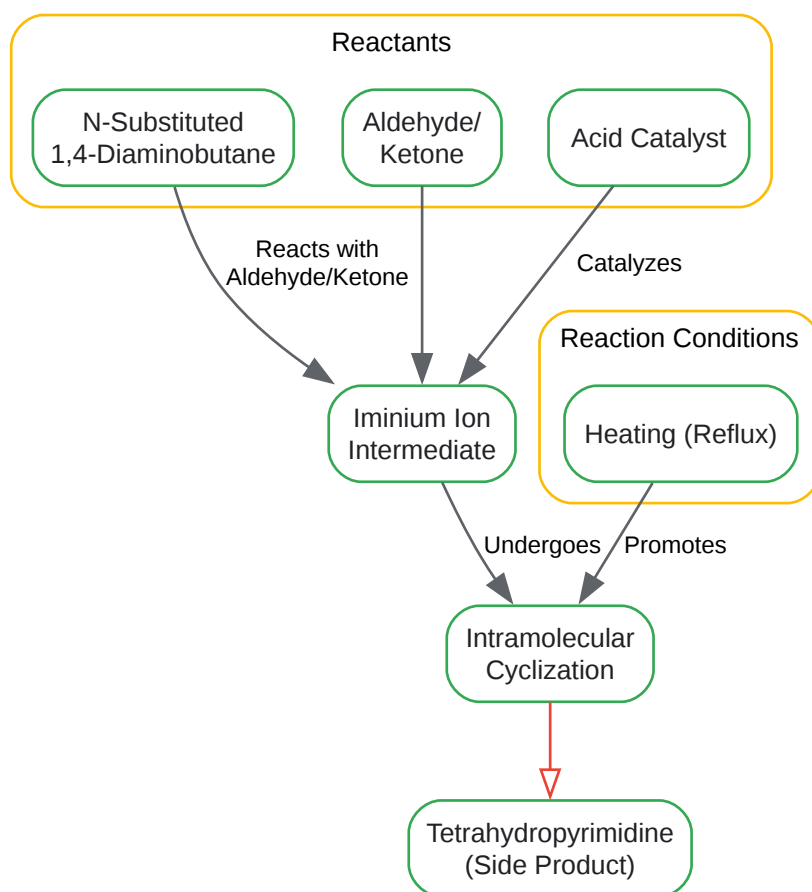 Reactants
N-Substituted
1,4-Diaminobutane
Aldehyde/
Ketone
Acid Catalyst
Reacts with
Aldehyde/Ketone
Catalyzes
Reaction Conditions
Iminium Ion
Intermediate
Heating (Reflux)
Undergoes
Promotes
Intramolecular
Cyclization
Tetrahydropyrimidine
(Side Product)